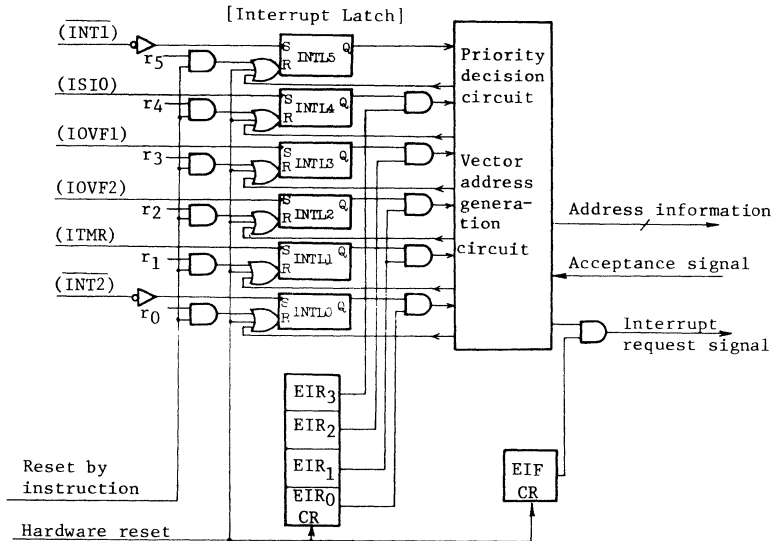 [Interrupt Latch]
(INT1)
r5
S
Q
INTL5
R
(ISIO)
r4
S
Q
INTL4
R
(IOVF1)
r3
S
Q
INTL3
R
(IOVF2)
r2
S
Q
INTL2
R
(ITMR)
r1
S
Q
INTL1
R
(INT2)
r0
S
Q
INTL0
R
Priority
decision
circuit
Vector
address
genera-
tion
circuit
Address information
Acceptance signal
Interrupt
request signal
EIR3
EIR2
EIR1
EIR0
CR
EIF
CR
Reset by
instruction
Hardware reset